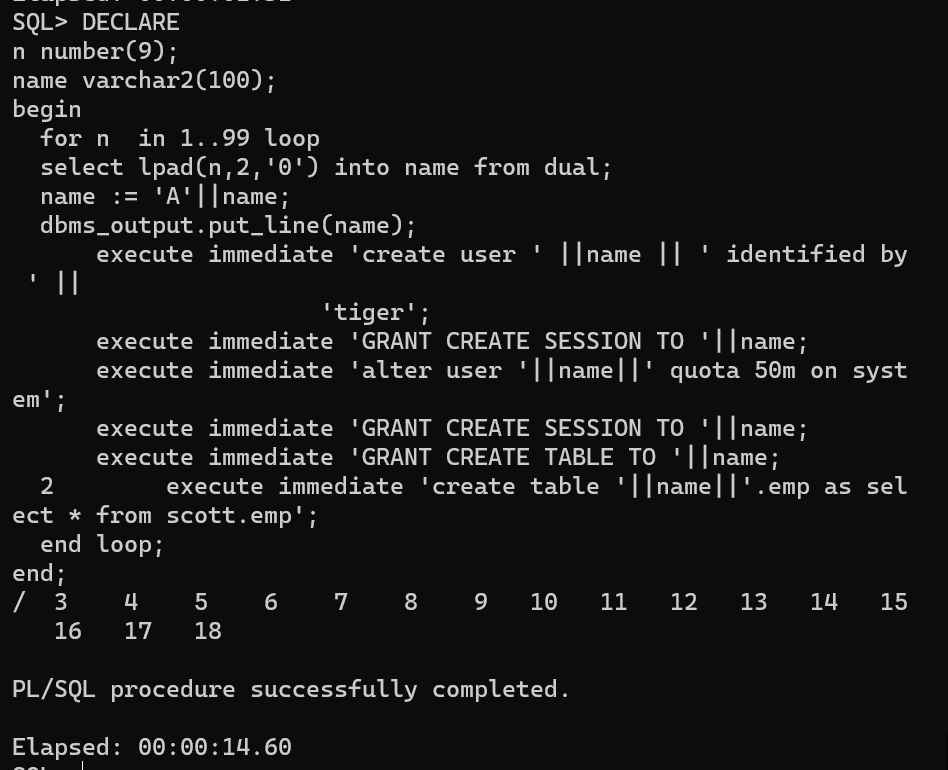 SQL> DECLARE
n number(9);
name varchar2(100);
begin
  for n  in 1..99 loop
  select lpad(n,2,'0') into name from dual;
  name := 'A'||name;
  dbms_output.put_line(name);
      execute immediate 'create user ' ||name || ' identified by
 ' ||
                      'tiger';
      execute immediate 'GRANT CREATE SESSION TO '||name;
      execute immediate 'alter user '||name||' quota 50m on syst
em';
      execute immediate 'GRANT CREATE SESSION TO '||name;
      execute immediate 'GRANT CREATE TABLE TO '||name;
  2        execute immediate 'create table '||name||'.emp as sel
ect * from scott.emp';
  end loop;
end;
/  3    4    5    6    7    8    9   10   11   12   13   14   15
   16   17   18
PL/SQL procedure successfully completed.
Elapsed: 00:00:14.60